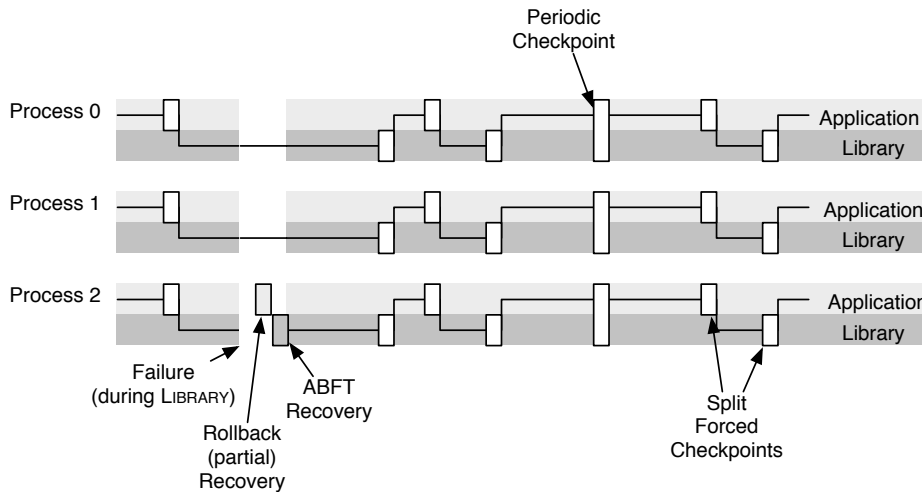 Periodic
Checkpoint
Process 0
Application
Library
Process 1
Application
Library
Process 2
Application
Library
Failure
(during LIBRARY)
ABFT
Recovery
Rollback
(partial)
Recovery
Split
Forced
Checkpoints